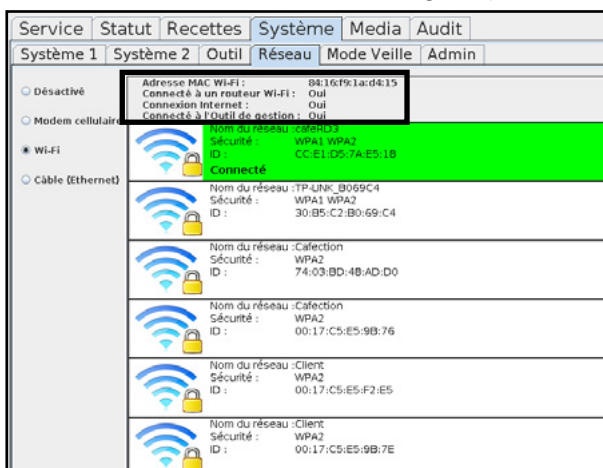 Service Statut Recettes Système Media Audit
Système 1 Système 2 Outil Réseau Mode Veille Admin
Désactivé
Modem cellulaire
Wi-Fi
Câble (Ethernet)
Adresse MAC Wi-Fi : 84:16:f9:1a:d4:15
Connecté à un routeur Wi-Fi : Oui
Connexion Internet : Oui
Connecté à l'Outil de gestion : Oui
Nom du réseau :cafeRD3
Sécurité : WPA1 WPA2
ID : CC:E1:D5:7A:E5:18
Connecté
Nom du réseau :TP-LINK_B069C4
Sécurité : WPA1 WPA2
ID : 30:B5:C2:B0:69:C4
Nom du réseau :Cafection
Sécurité : WPA2
ID : 74:03:BD:48:AD:D0
Nom du réseau :Cafection
Sécurité : WPA2
ID : 00:17:C5:E5:9B:76
Nom du réseau :Client
Sécurité : WPA2
ID : 00:17:C5:E5:F2:E5
Nom du réseau :Client
Sécurité : WPA2
ID : 00:17:C5:E5:9B:7E